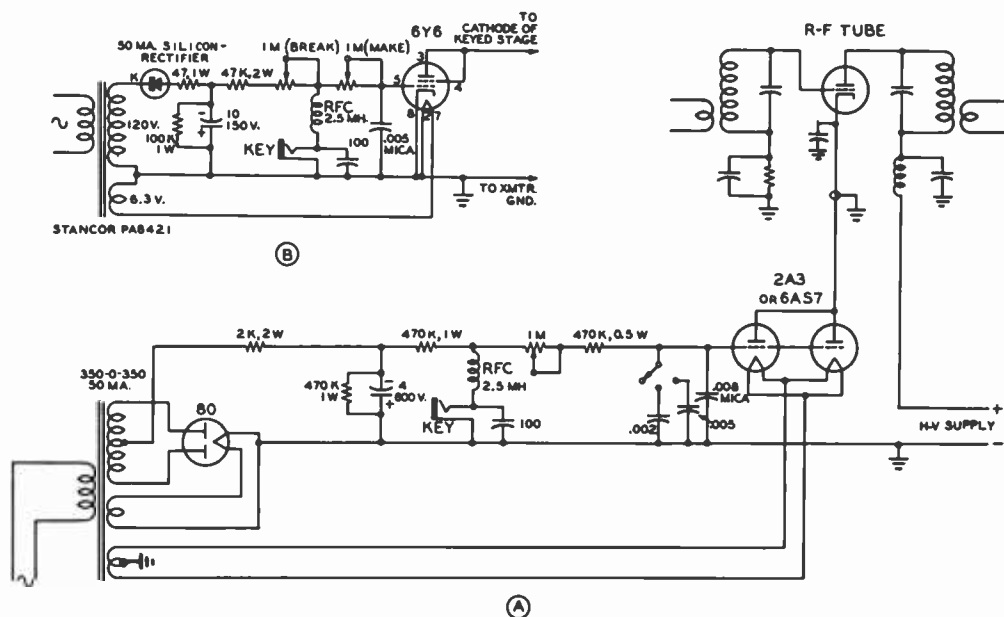 TO
CATHODE OF
KEYED STAGE
6Y6
50 MA. SILICON-
RECTIFIER
1M (BREAK)
1M (MAKE)
K
47, 1W
47K, 2W
3
5
4
8
2
7
RFC
2.5 MH.
10
150 V.
100K
1W
120 V.
KEY
100
.005
MICA
TO XMTR.
GND.
6.3 V.
STANCOR PA8421
B
R-F TUBE
2A3
OR 6AS7
2K, 2W
470K, 1W
1M
470K, 0.5W
350-0-350
50 MA.
80
470K
1W
4
600 V.
RFC
2.5 MH
KEY
100
.002
.005
.008
MICA
+
H-V SUPPLY
-
A